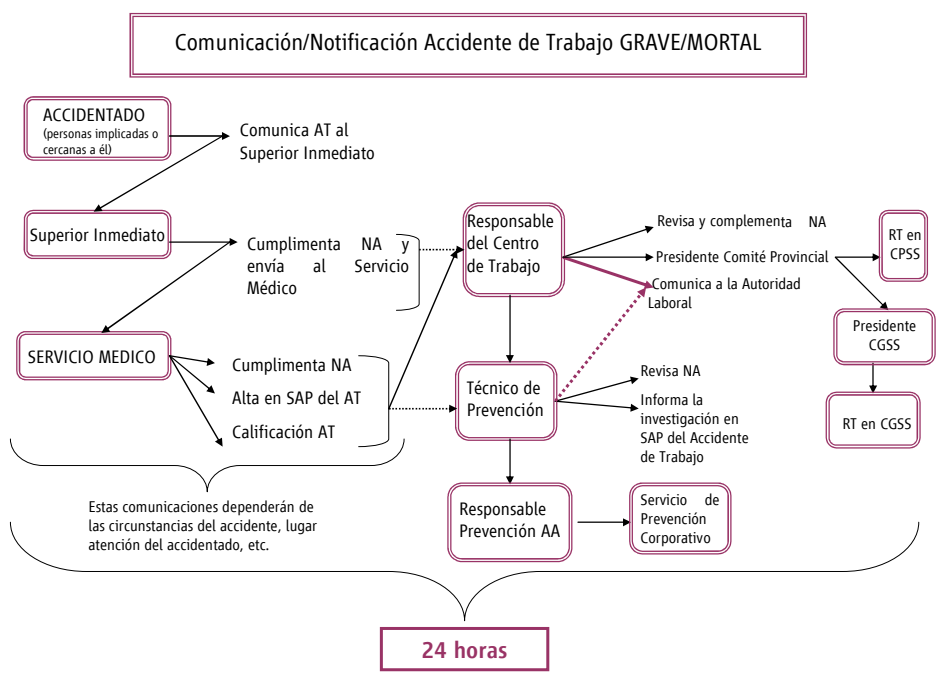 Comunicación/Notificación Accidente de Trabajo GRAVE/MORTAL
ACCIDENTADO
(personas implicadas o
cercanas a él)
Comunica AT al
Superior Inmediato
Superior Inmediato
Cumplimenta NA y
envía al Servicio
Médico
SERVICIO MEDICO
Cumplimenta NA
Alta en SAP del AT
Calificación AT
Estas comunicaciones dependerán de
las circunstancias del accidente, lugar
atención del accidentado, etc.
Responsable
del Centro
de Trabajo
Revisa y complementa NA
Presidente Comité Provincial
Comunica a la Autoridad
Laboral
RT en
CPSS
Presidente
CGSS
RT en CGSS
Técnico de
Prevención
Revisa NA
Informa la
investigación en
SAP del Accidente
de Trabajo
Responsable
Prevención AA
Servicio de
Prevención
Corporativo
24 horas